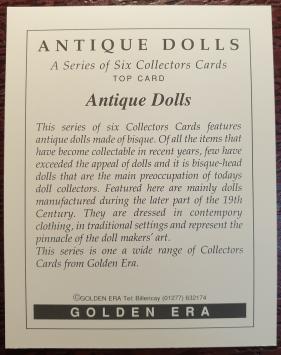 ANTIQUE DOLLS
A Series of Six Collectors Cards
TOP CARD
Antique Dolls
This series of six Collectors Cards features
antique dolls made of bisque. Of all the items that
have become collectable in recent years, few have
exceeded the appeal of dolls and it is bisque-head
dolls that are the main preoccupation of todays
doll collectors. Featured here are mainly dolls
manufactured during the later part of the 19th
Century. They are dressed in contempory
clothing, in traditional settings and represent the
pinnacle of the doll makers' art.
This series is one a wide range of Collectors
Cards from Golden Era.
©GOLDEN ERA Tel: Billericay (01277) 632174
GOLDEN ERA